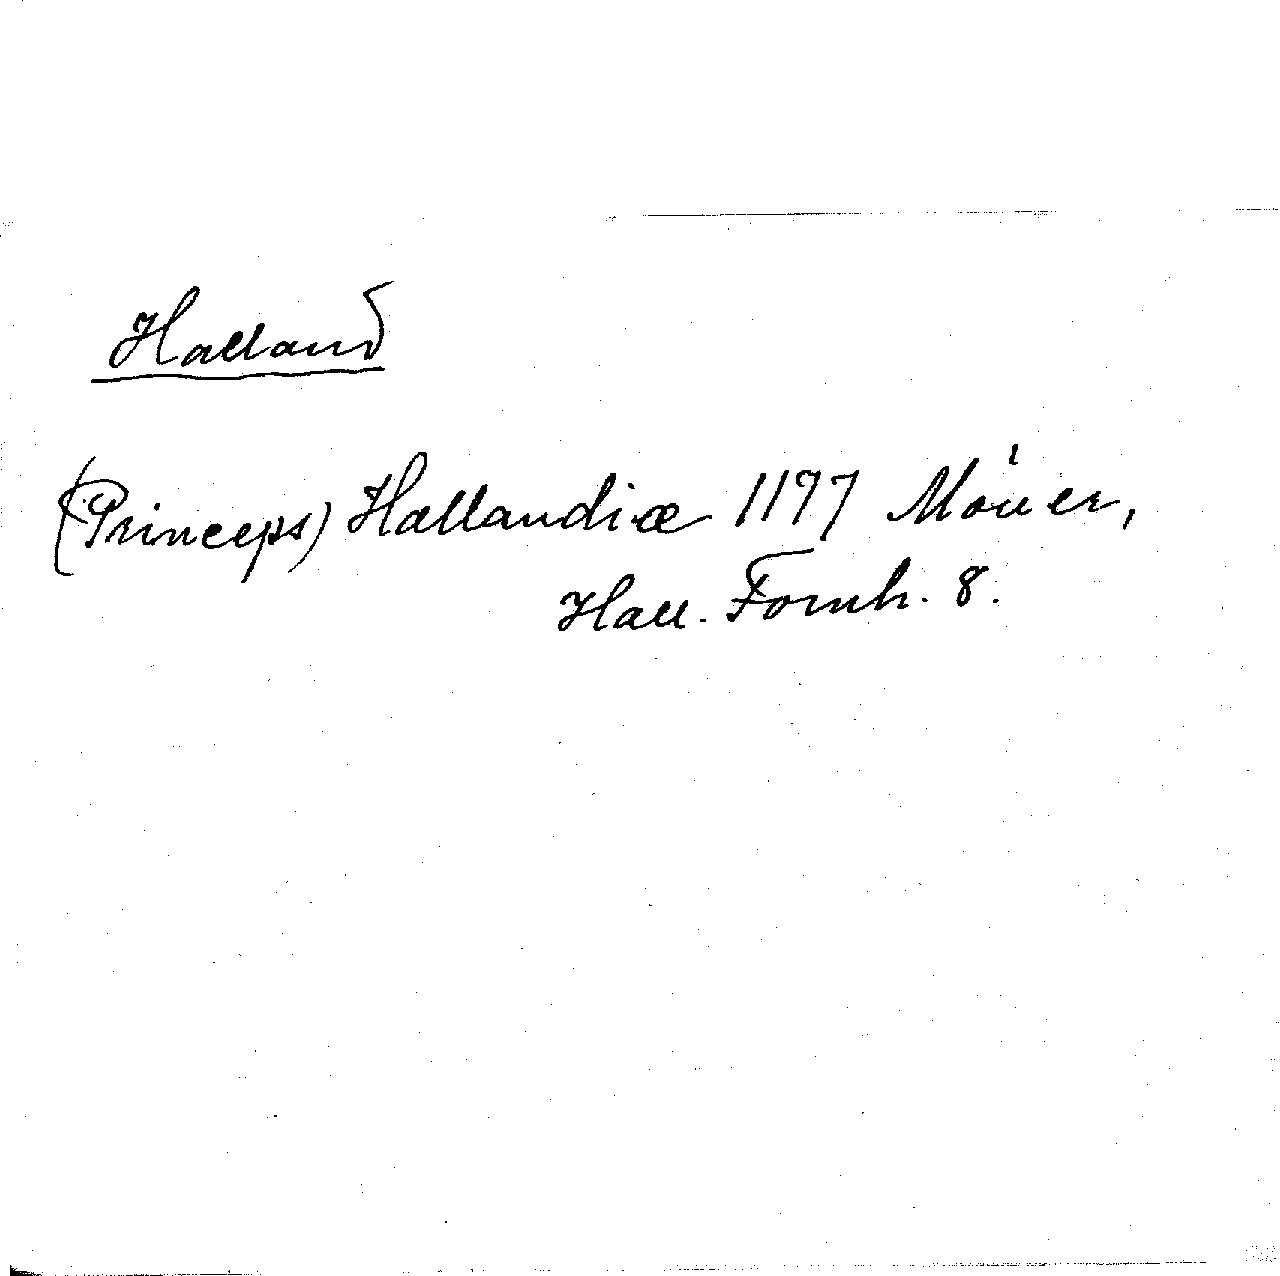 Halland
(Princeps) Hallandiæ 1177 Möller,
Hall. Fornh. 8.